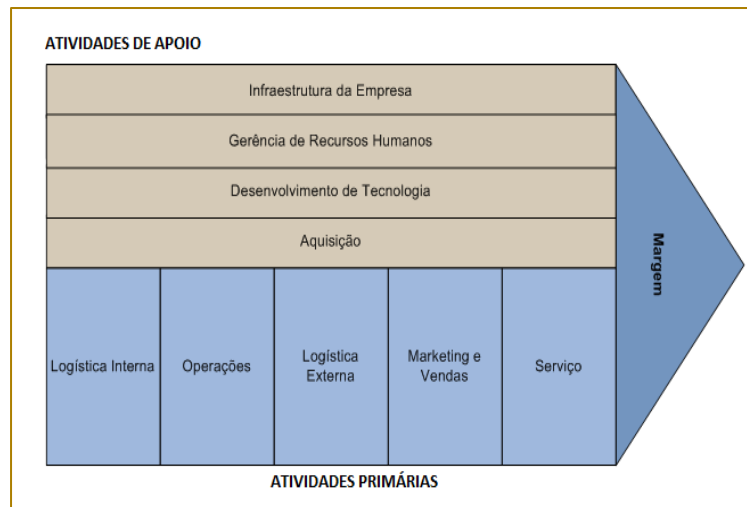 ATIVIDADES DE APOIO
Infraestrutura da Empresa
Gerência de Recursos Humanos
Desenvolvimento de Tecnologia
Aquisição
Logística Interna
Operações
Logística
Externa
Marketing e
Vendas
Serviço
Margem
ATIVIDADES PRIMÁRIAS